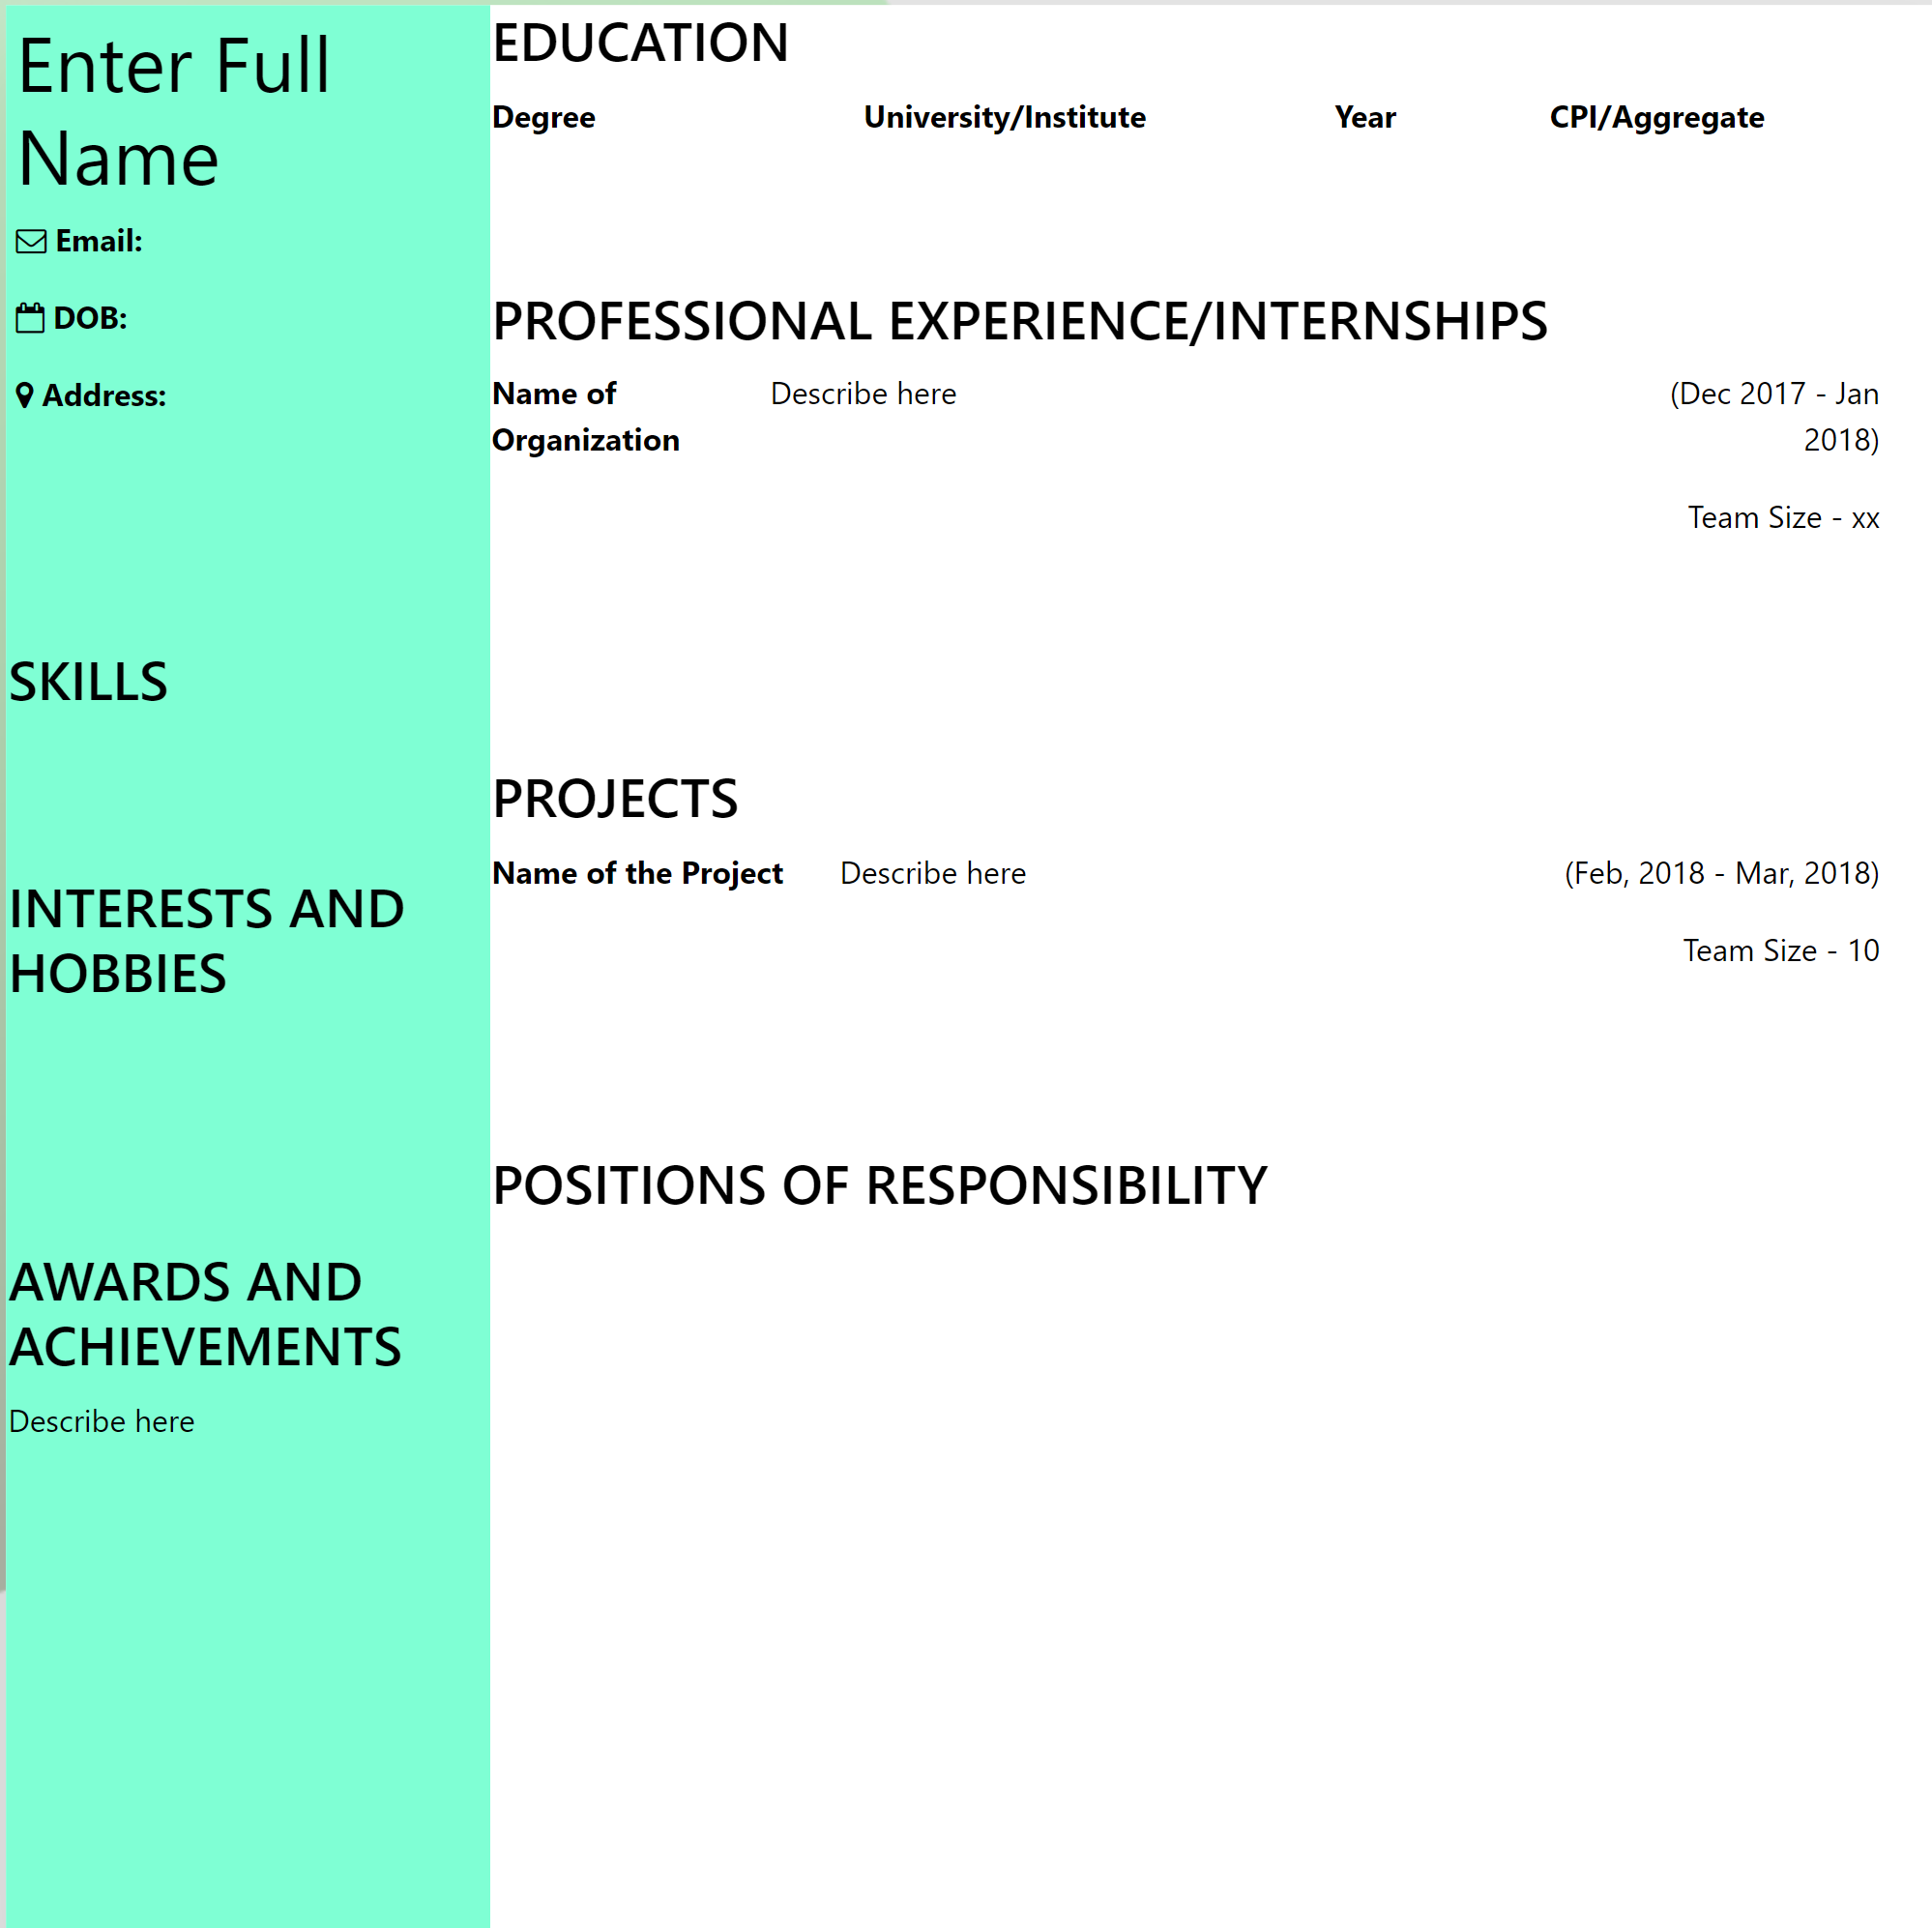 Enter Full
Name
Email:
DOB:
Address:
SKILLS
INTERESTS AND
HOBBIES
AWARDS AND
ACHIEVEMENTS
Describe here
EDUCATION
Degree University/Institute Year CPI/Aggregate
PROFESSIONAL EXPERIENCE/INTERNSHIPS
Name of Describe here (Dec 2017 - Jan
Organization 2018)
Team Size - xx
PROJECTS
Name of the Project Describe here (Feb, 2018 - Mar, 2018)
Team Size - 10
POSITIONS OF RESPONSIBILITY